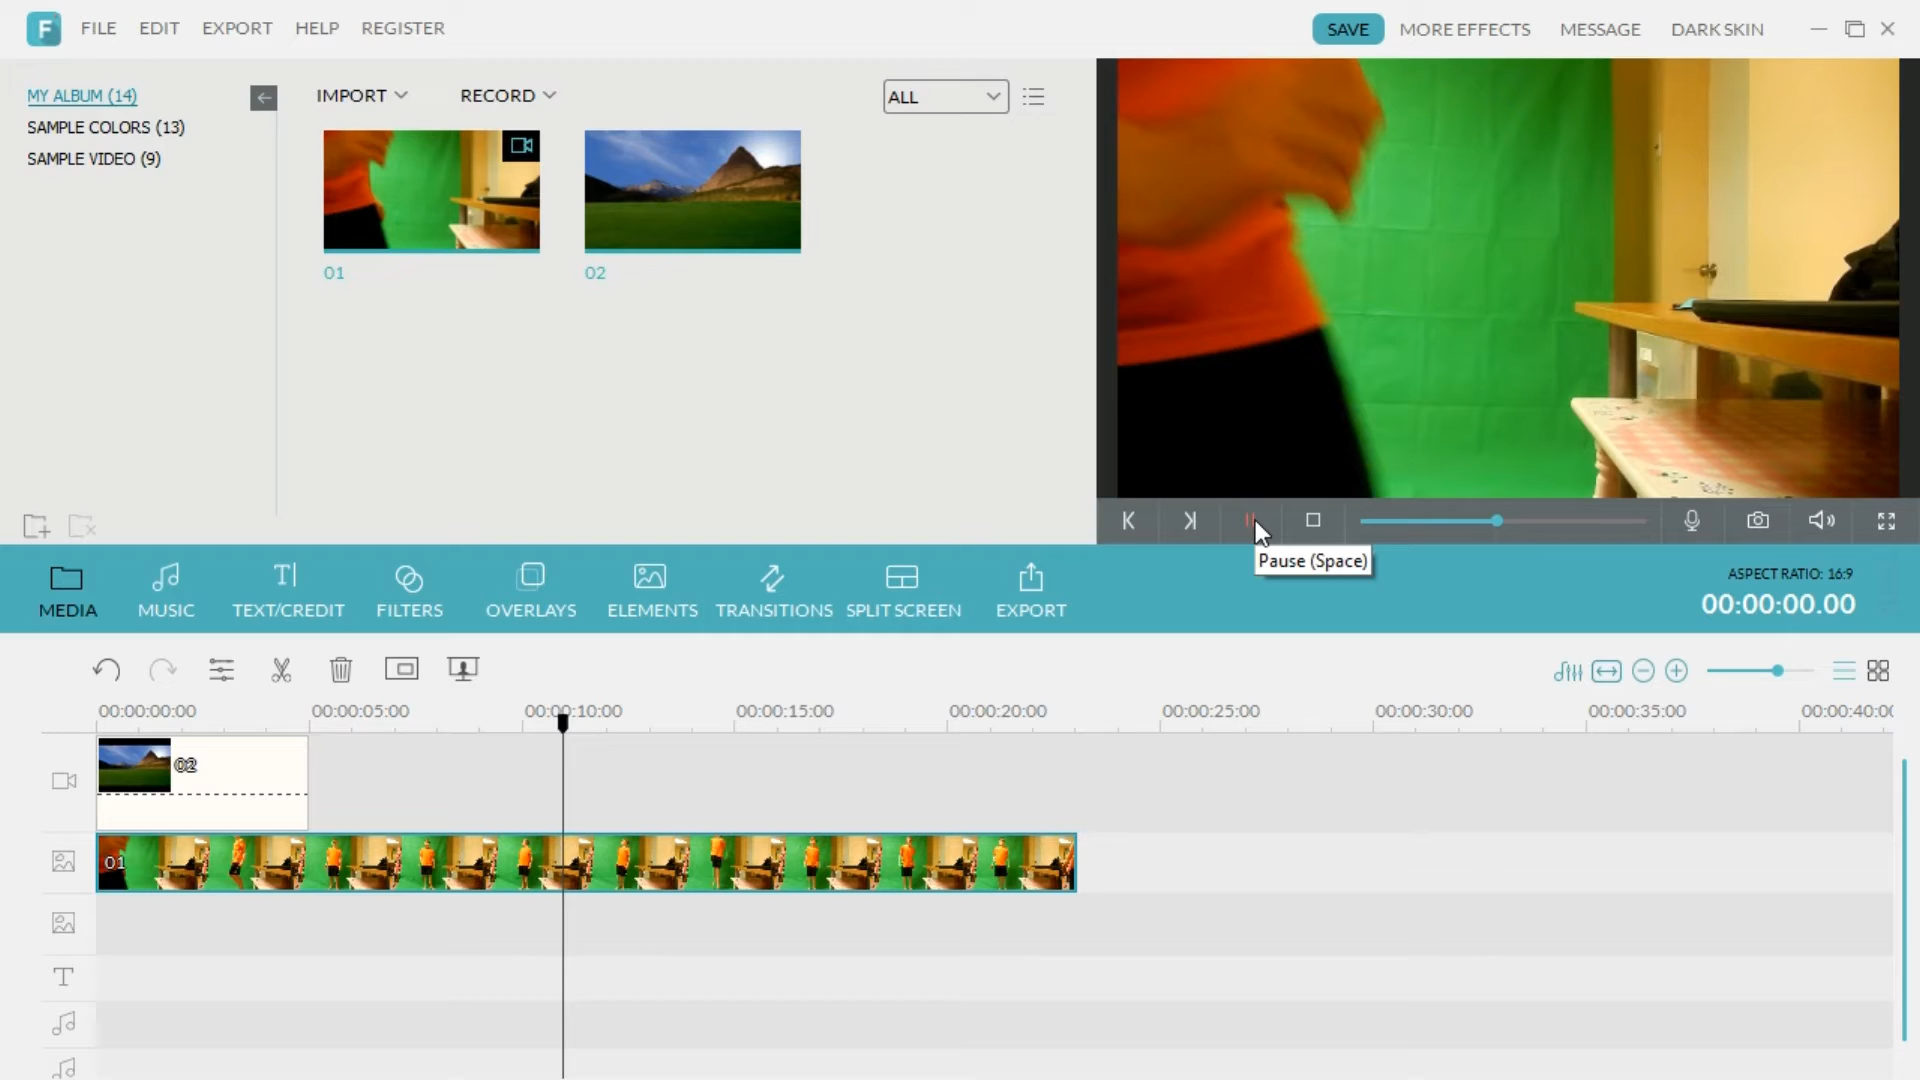 F FILE EDIT EXPORT HELP REGISTER SAVE MORE EFFECTS MESSAGE DARK SKIN
MY ALBUM (14)
SAMPLE COLORS (13)
SAMPLE VIDEO (9)
IMPORT RECORD ALL
01 02
Pause (Space)
MEDIA MUSIC TEXT/CREDIT FILTERS OVERLAYS ELEMENTS TRANSITIONS SPLIT SCREEN EXPORT
ASPECT RATIO: 16:9
00:00:00.00
00:00:00:00 00:00:05:00 00:00:10:00 00:00:15:00 00:00:20:00 00:00:25:00 00:00:30:00 00:00:35:00 00:00:40:00
02
01